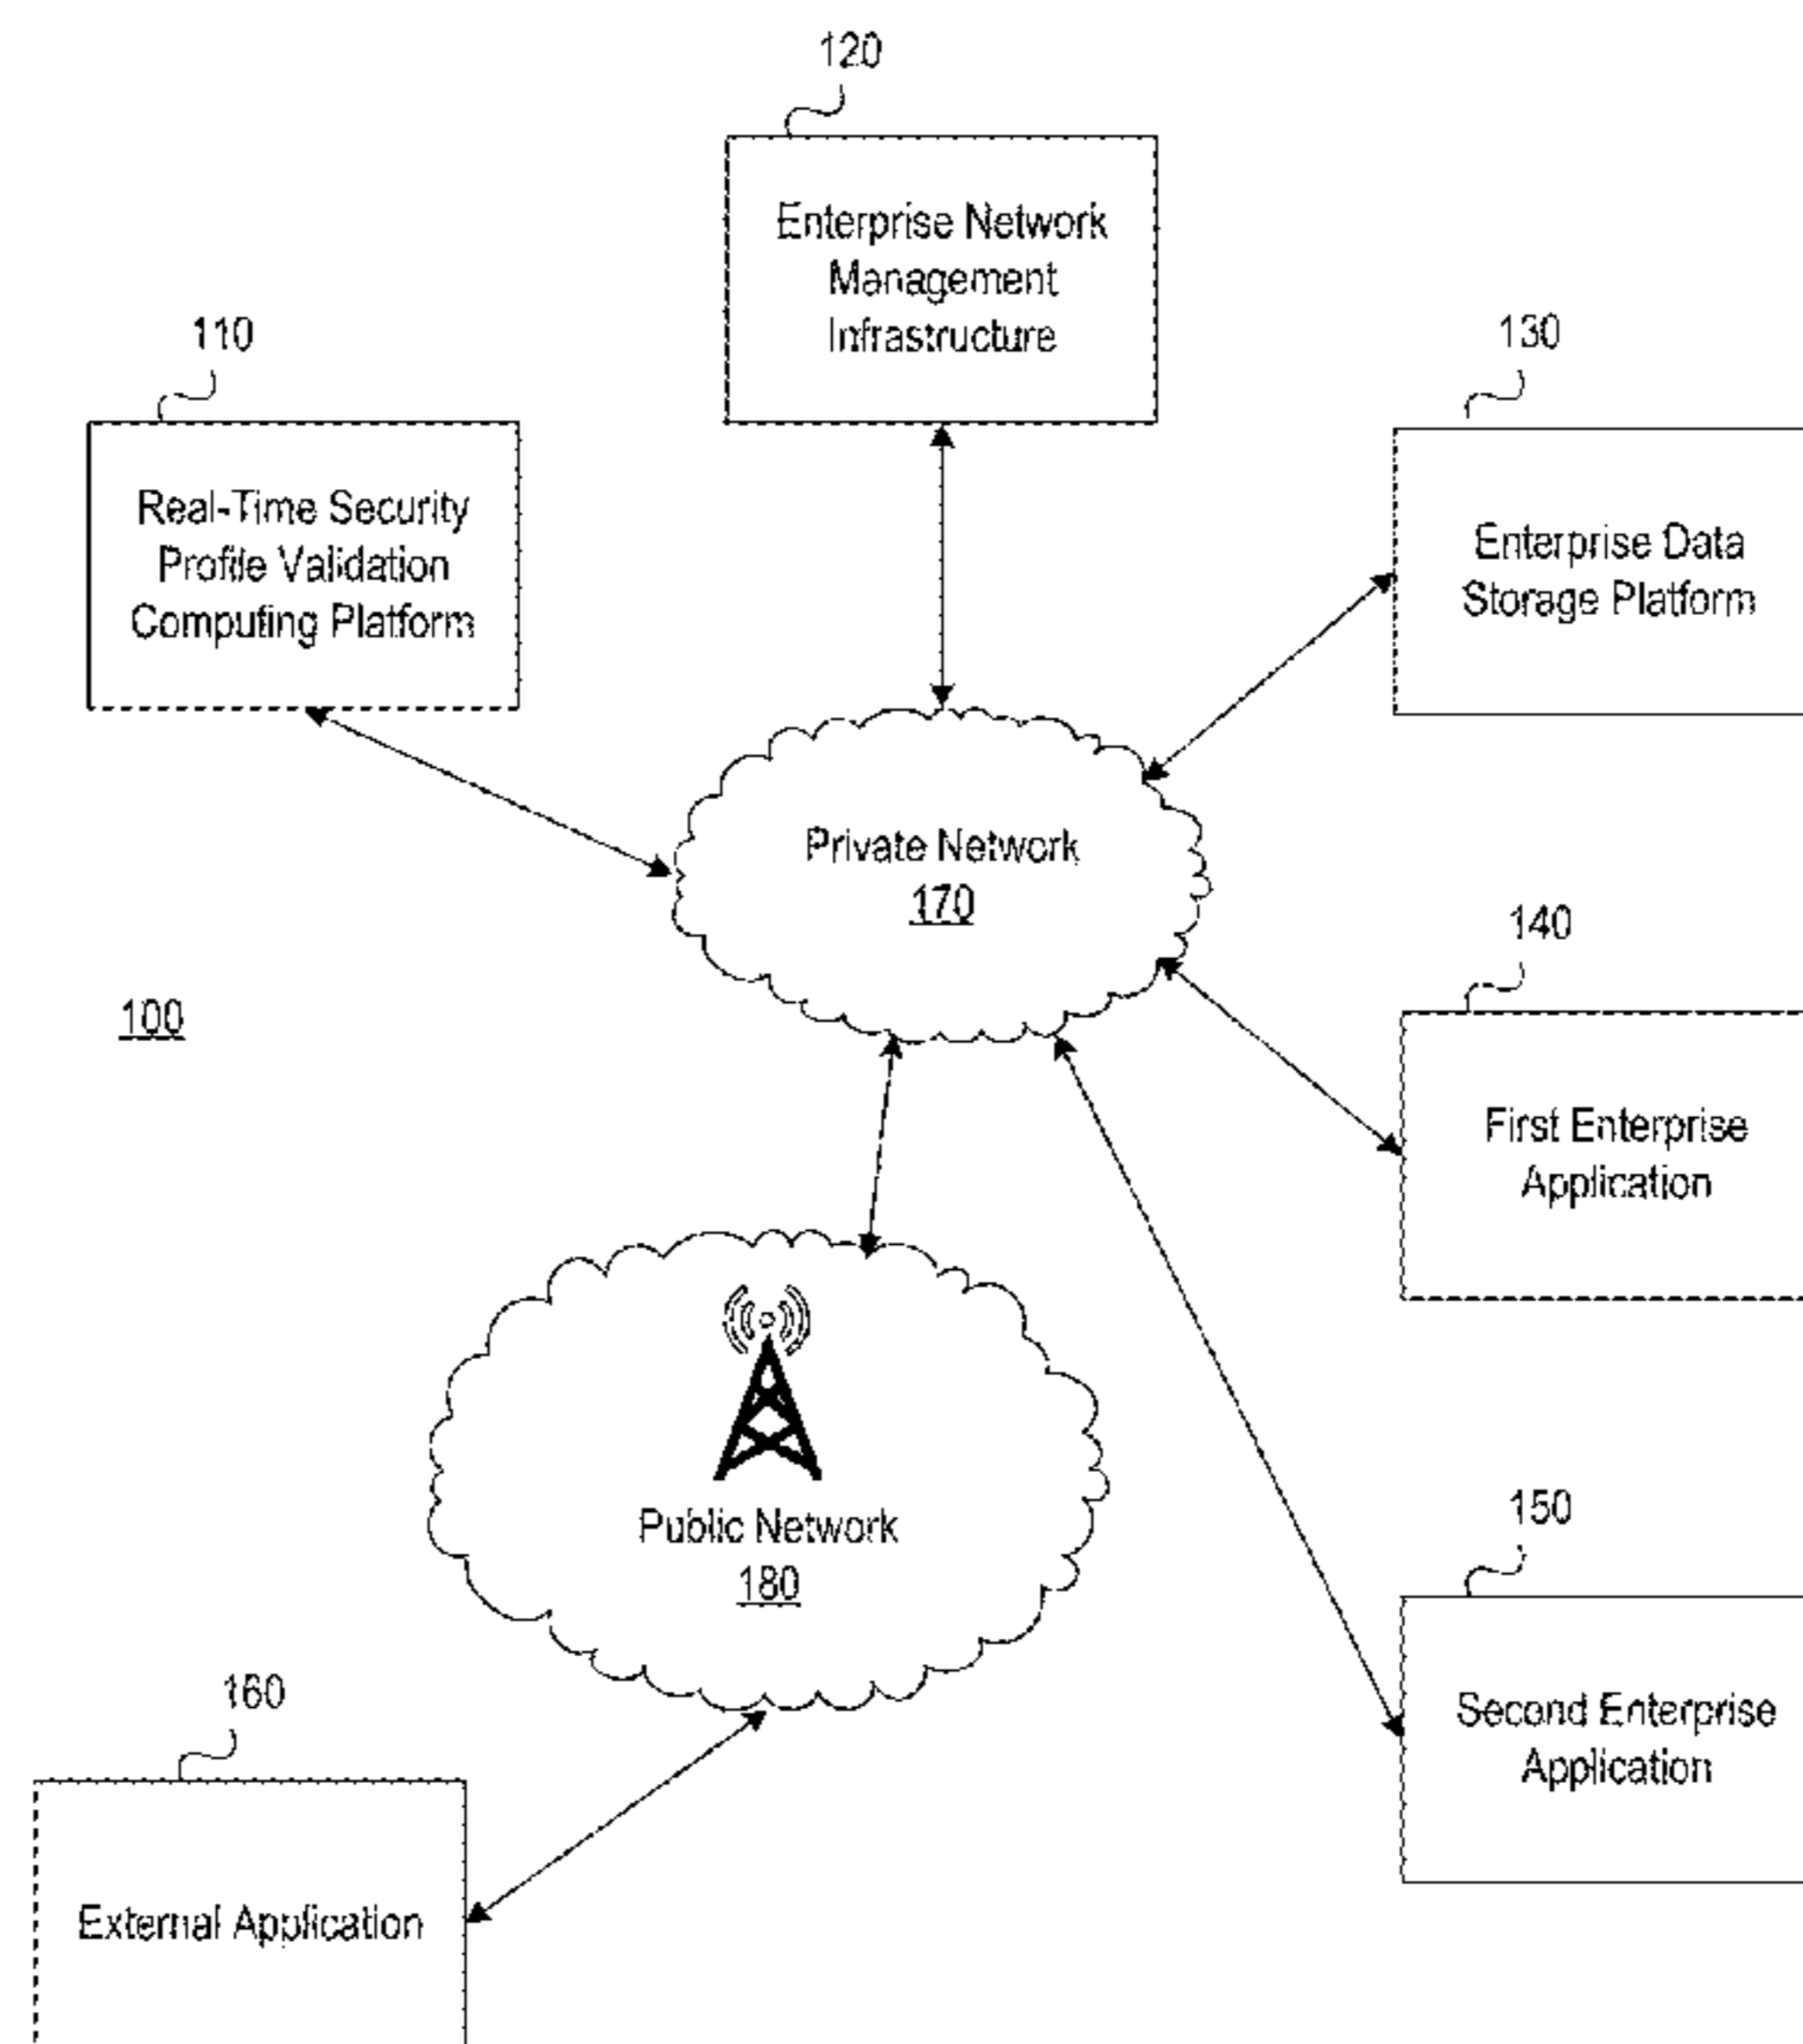 120
Enterprise Network
Management
Infrastructure
110
Real-Time Security
Profile Validation
Computing Platform
130
Enterprise Data
Storage Platform
Private Network
170
100
140
First Enterprise
Application
Public Network
180
150
Second Enterprise
Application
160
External Application